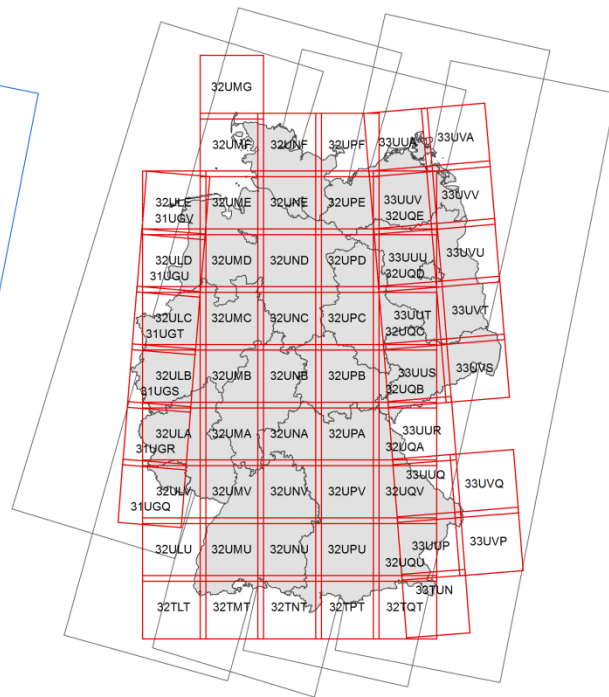 32UMG
32UMF 32UNF 32UPF 33UUA 33UVA
32ULE 32UME 32UNE 32UPE 33UUV 33UVV
31UGV 32UQE
32ULD 32UMD 32UND 32UPD 33UUU 33UVU
31UGU 32UQD
32ULC 32UMC 32UNC 32UPC 33UUT 33UVT
31UGT 32UQC
32ULB 32UMB 32UNB 32UPB 33UUS 33UVS
31UGS 32UQB
32ULA 32UMA 32UNA 32UPA 33UUR
31UGR 32UQA
33UUQ
32ULV 32UMV 32UNV 32UPV 32UQV 33UVQ
31UGQ
32ULU 32UMU 32UNU 32UPU 33UUP 33UVP
32UQU
33TUN
32TLT 32TMT 32TNT 32TPT 32TQT